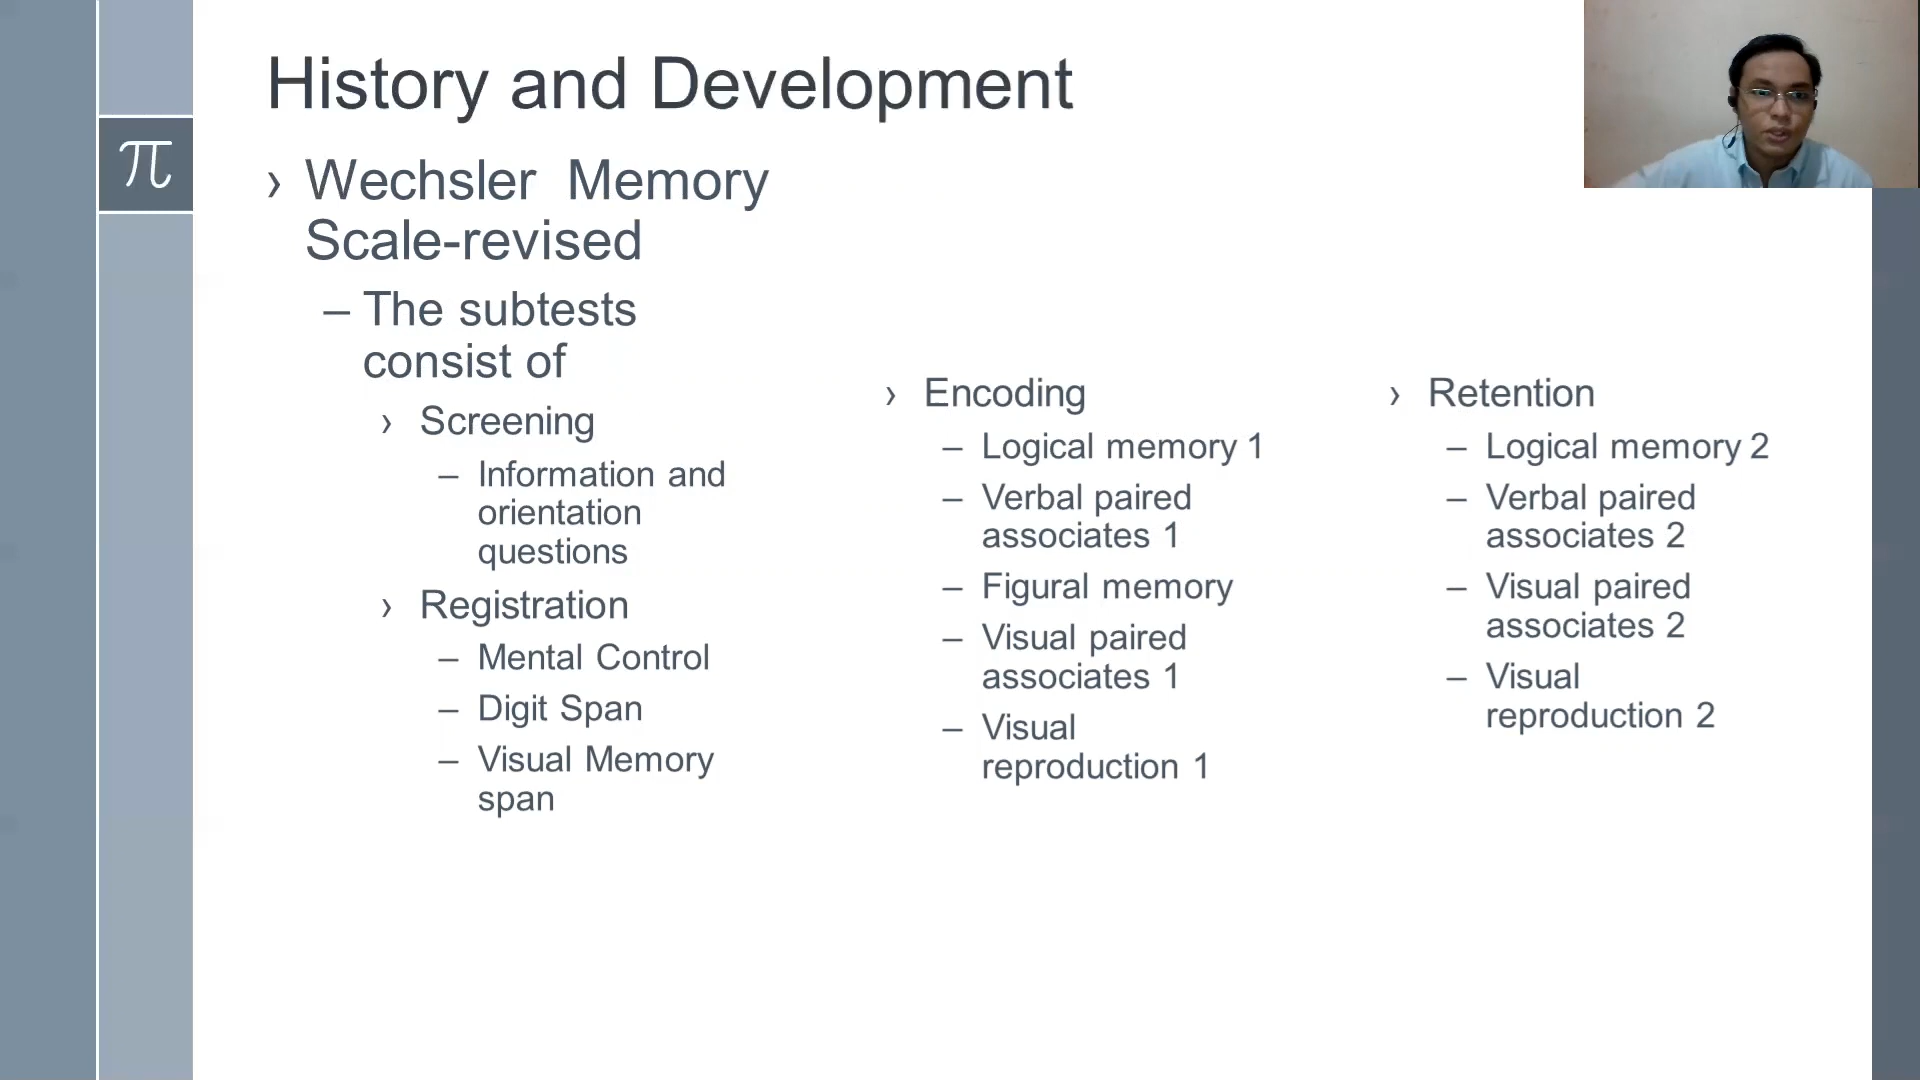 π
History and Development
› Wechsler Memory
Scale-revised
– The subtests
consist of
› Screening
– Information and
orientation
questions
› Registration
– Mental Control
– Digit Span
– Visual Memory
span
› Encoding
– Logical memory 1
– Verbal paired
associates 1
– Figural memory
– Visual paired
associates 1
– Visual
reproduction 1
› Retention
– Logical memory 2
– Verbal paired
associates 2
– Visual paired
associates 2
– Visual
reproduction 2